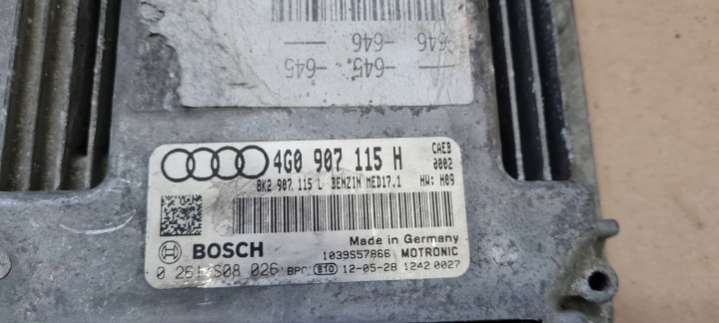 -646 -646
-645 -645
4G0 907 115 H CAEB 0002
8K2 907 115 L BENZIN MED17.1 HW: H09
Made in Germany
BOSCH 1039S57866 MOTRONIC
0 261 S08 026 BPC 810 12-05-28 1242 0027